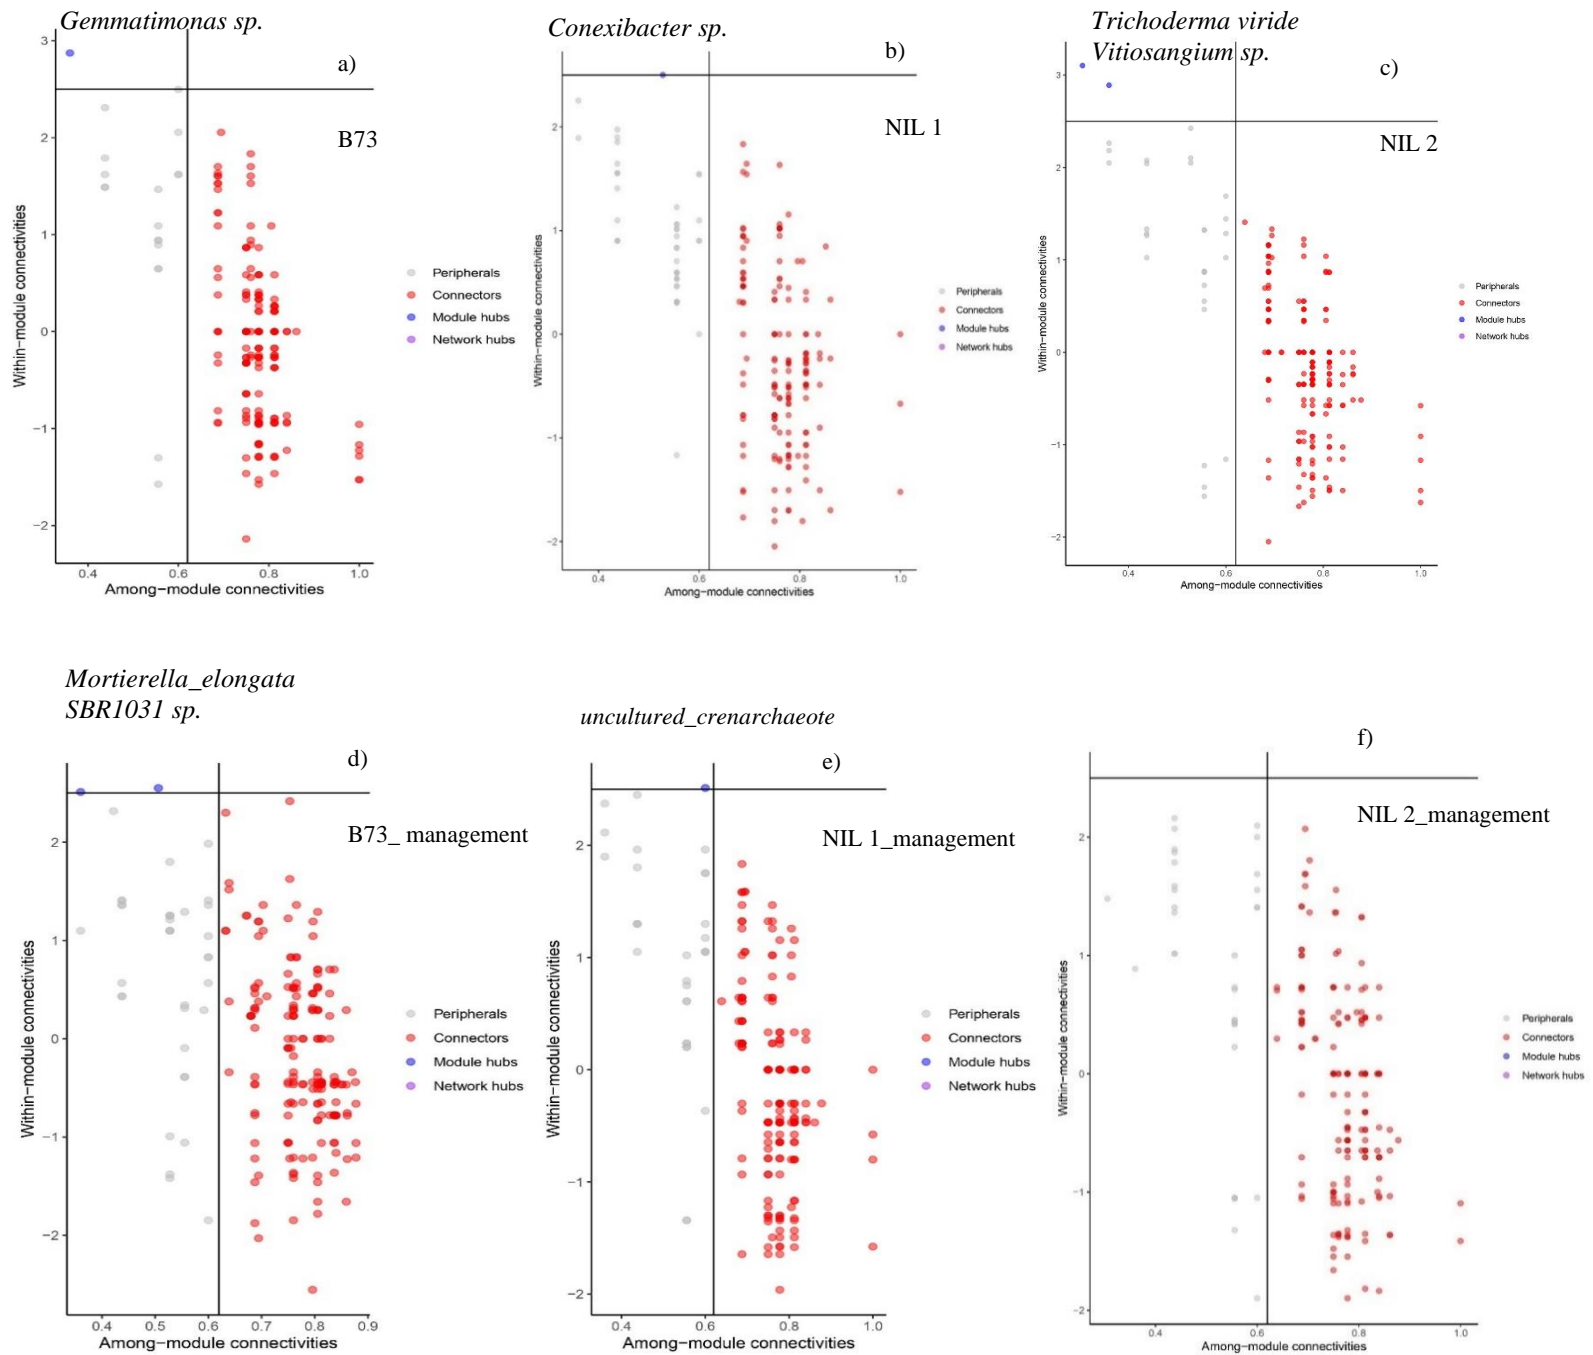 Gemmatimonas sp.
a)
B73
3
2
1
0
−1
−2
0.4
0.6
0.8
1.0
Within−module connectivities
Among−module connectivities
Peripherals
Connectors
Module hubs
Network hubs
Conexibacter sp.
b)
NIL 1
2
1
0
−1
−2
0.4
0.6
0.8
1.0
Within−module connectivities
Among−module connectivities
Peripherals
Connectors
Module hubs
Network hubs
Trichoderma viride
Vitiosangium sp.
c)
NIL 2
3
2
1
0
−1
−2
0.4
0.6
0.8
1.0
Within−module connectivities
Among−module connectivities
Peripherals
Connectors
Module hubs
Network hubs
Mortierella_elongata
SBR1031 sp.
d)
B73_ management
2
1
0
−1
−2
0.4
0.5
0.6
0.7
0.8
0.9
Within−module connectivities
Among−module connectivities
Peripherals
Connectors
Module hubs
Network hubs
uncultured_crenarchaeote
e)
NIL 1_management
2
1
0
−1
−2
0.4
0.6
0.8
1.0
Within−module connectivities
Among−module connectivities
Peripherals
Connectors
Module hubs
Network hubs
f)
NIL 2_management
2
1
0
−1
−2
0.4
0.6
0.8
1.0
Within−module connectivities
Among−module connectivities
Peripherals
Connectors
Module hubs
Network hubs